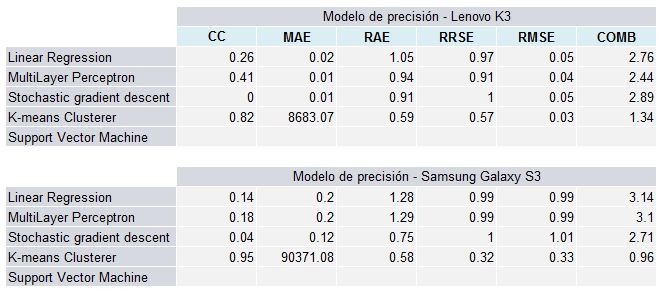 Modelo de precisión - Lenovo K3
CC MAE RAE RRSE RMSE COMB
Linear Regression 0.26 0.02 1.05 0.97 0.05 2.76
MultiLayer Perceptron 0.41 0.01 0.94 0.91 0.04 2.44
Stochastic gradient descent 0 0.01 0.91 1 0.05 2.89
K-means Clusterer 0.82 8683.07 0.59 0.57 0.03 1.34
Support Vector Machine
Modelo de precisión - Samsung Galaxy S3
Linear Regression 0.14 0.2 1.28 0.99 0.99 3.14
MultiLayer Perceptron 0.18 0.2 1.29 0.99 0.99 3.1
Stochastic gradient descent 0.04 0.12 0.75 1 1.01 2.71
K-means Clusterer 0.95 90371.08 0.58 0.32 0.33 0.96
Support Vector Machine